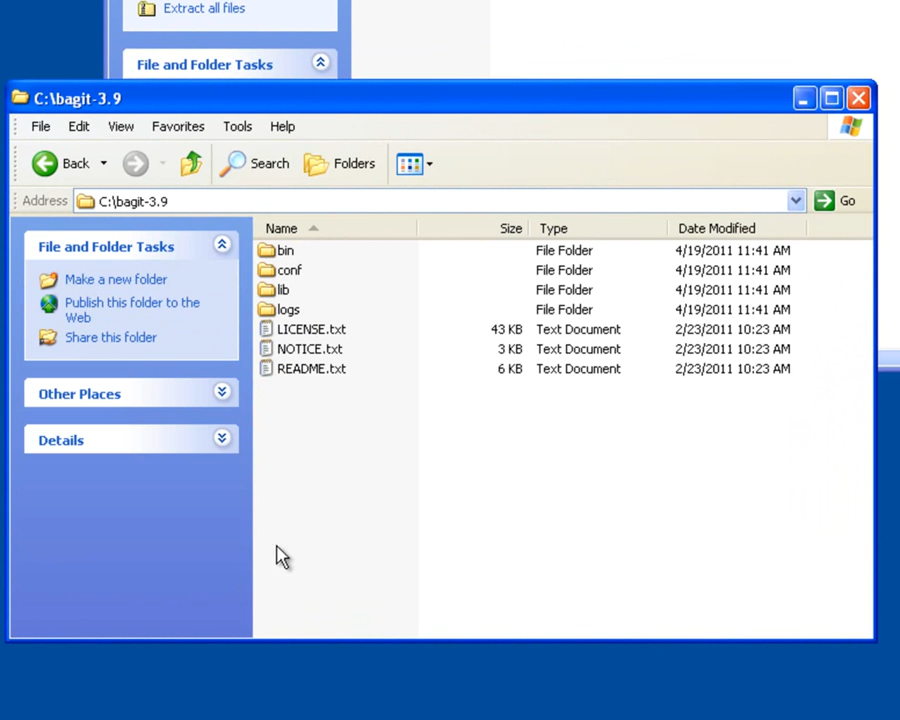 Extract all files
File and Folder Tasks
C:\bagit-3.9
File Edit View Favorites Tools Help
Back Search Folders
Address C:\bagit-3.9 Go
File and Folder Tasks
Make a new folder
Publish this folder to the
Web
Share this folder
Other Places
Details
Name Size Type Date Modified
bin File Folder 4/19/2011 11:41 AM
conf File Folder 4/19/2011 11:41 AM
lib File Folder 4/19/2011 11:41 AM
logs File Folder 4/19/2011 11:41 AM
LICENSE.txt 43 KB Text Document 2/23/2011 10:23 AM
NOTICE.txt 3 KB Text Document 2/23/2011 10:23 AM
README.txt 6 KB Text Document 2/23/2011 10:23 AM